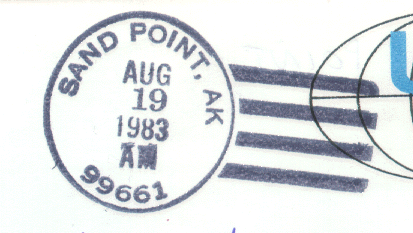 SAND POINT, AK
AUG
19
1983
AM
99661